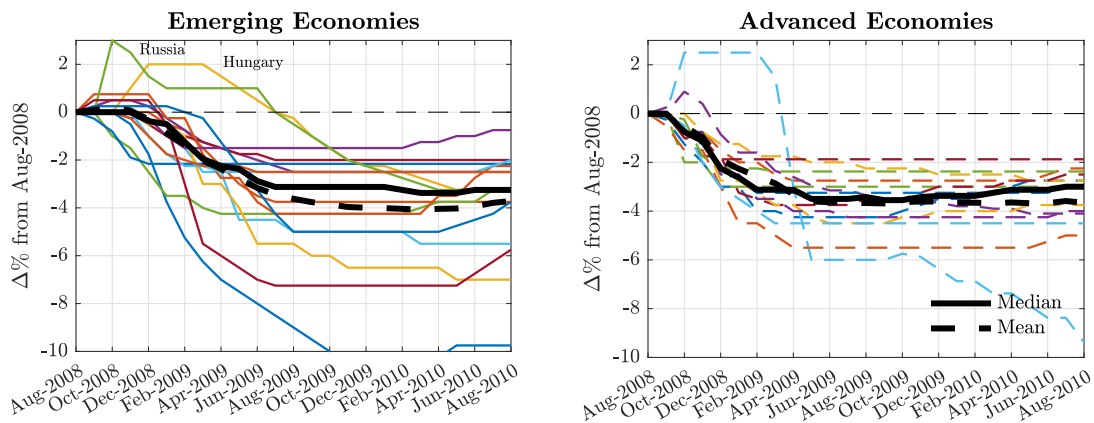 Emerging Economies
Δ% from Aug-2008
2
0
-2
-4
-6
-8
-10
Russia
Hungary
Aug-2008
Oct-2008
Dec-2008
Feb-2009
Apr-2009
Jun-2009
Aug-2009
Oct-2009
Dec-2009
Feb-2010
Apr-2010
Jun-2010
Aug-2010
Advanced Economies
Δ% from Aug-2008
2
0
-2
-4
-6
-8
-10
Median
Mean
Aug-2008
Oct-2008
Dec-2008
Feb-2009
Apr-2009
Jun-2009
Aug-2009
Oct-2009
Dec-2009
Feb-2010
Apr-2010
Jun-2010
Aug-2010